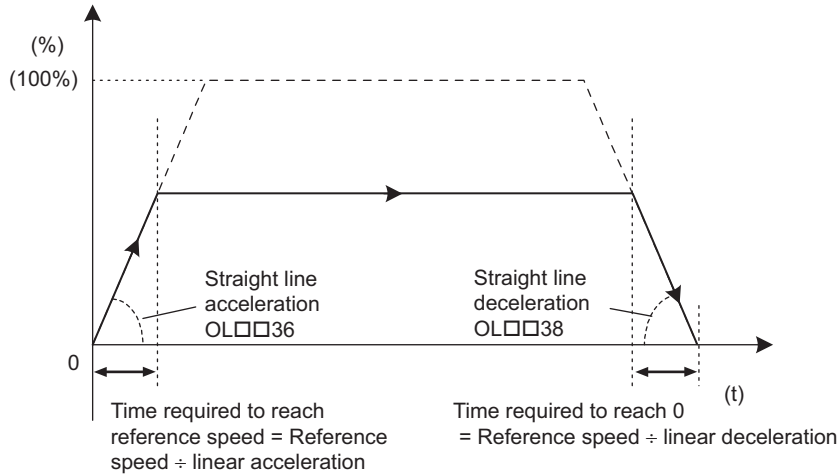 (%)
(100%)
Straight line
acceleration
OL□□36
Straight line
deceleration
OL□□38
0
(t)
Time required to reach
reference speed = Reference
speed ÷ linear acceleration
Time required to reach 0
= Reference speed ÷ linear deceleration